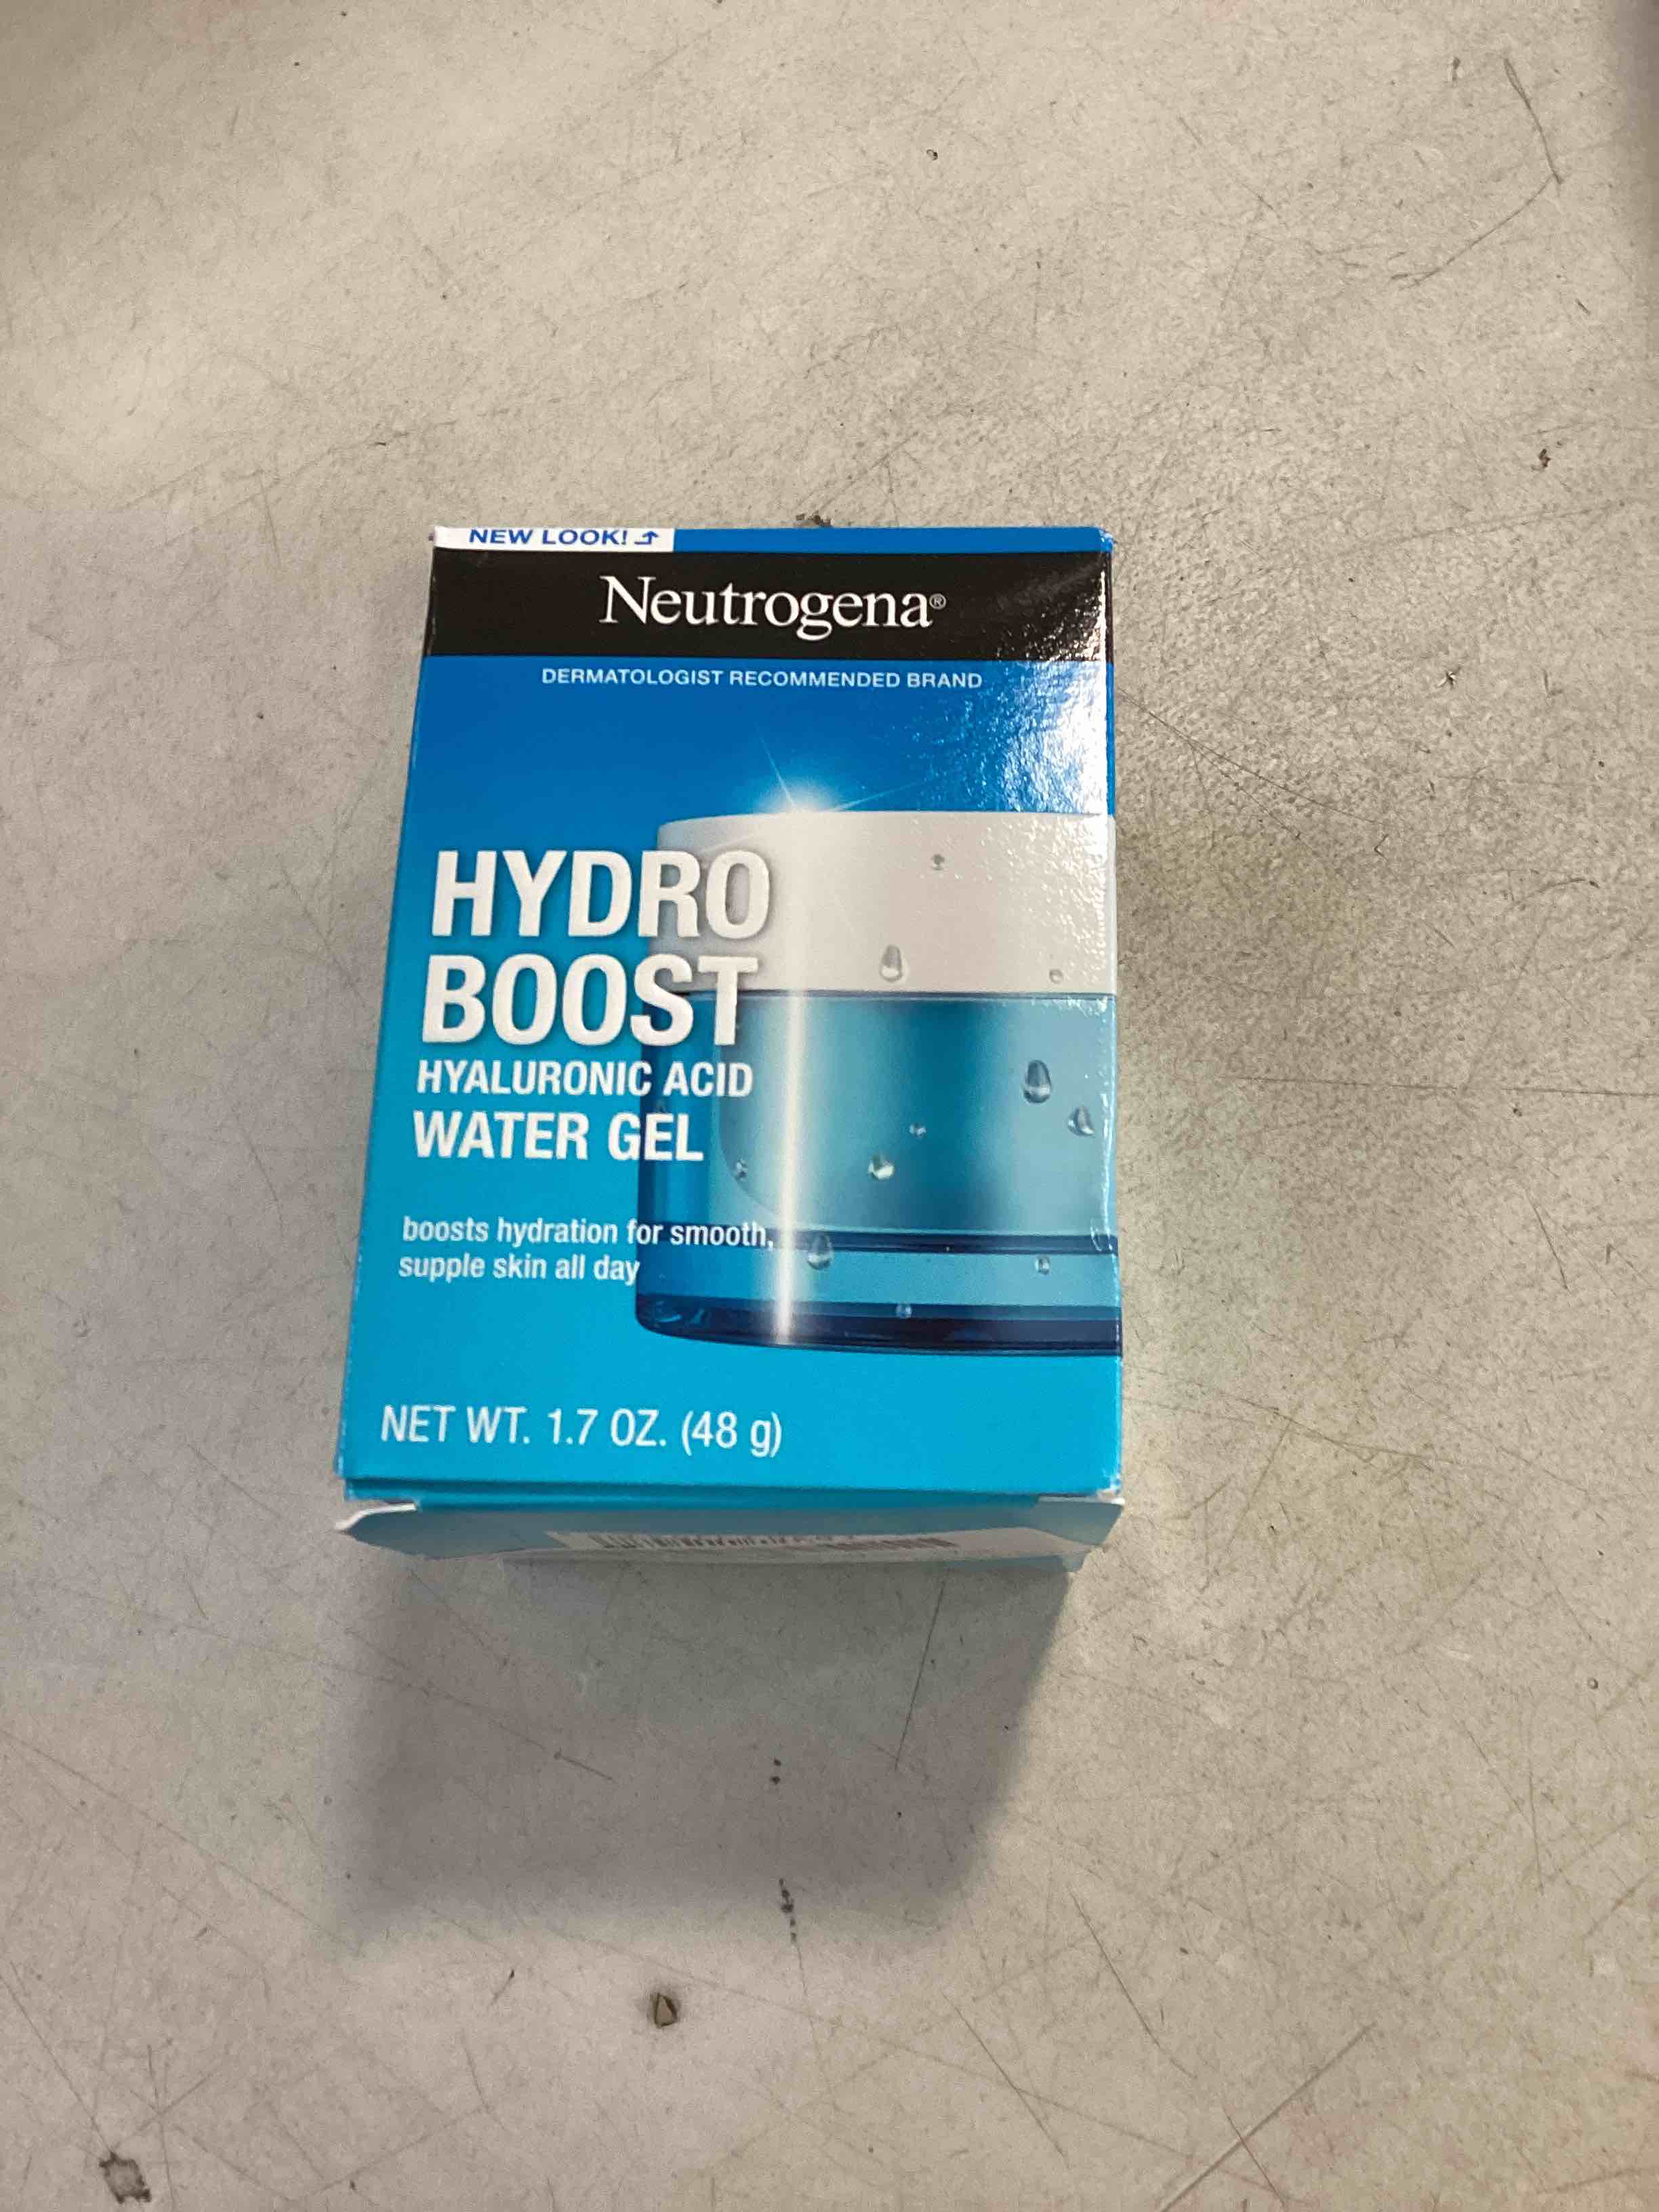 NEW LOOK!
Neutrogena®
DERMATOLOGIST RECOMMENDED BRAND
HYDRO
BOOST
HYALURONIC ACID
WATER GEL
boosts hydration for smooth,
supple skin all day
NET WT. 1.7 OZ. (48 g)